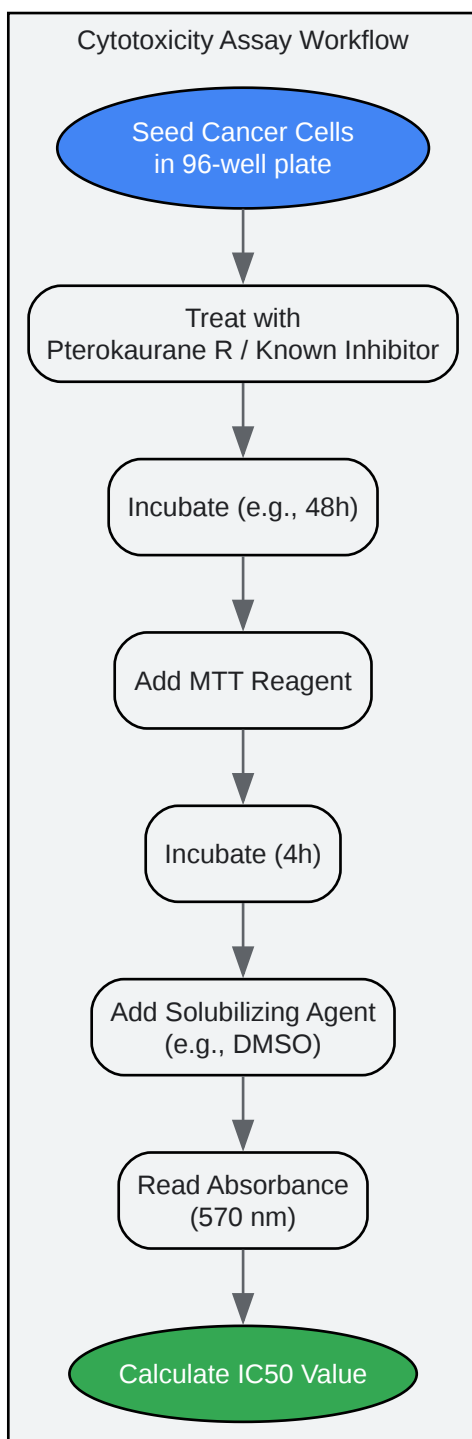 Cytotoxicity Assay Workflow
Seed Cancer Cells
in 96-well plate
Treat with
Pterokaurane R / Known Inhibitor
Incubate (e.g., 48h)
Add MTT Reagent
Incubate (4h)
Add Solubilizing Agent
(e.g., DMSO)
Read Absorbance
(570 nm)
Calculate IC50 Value